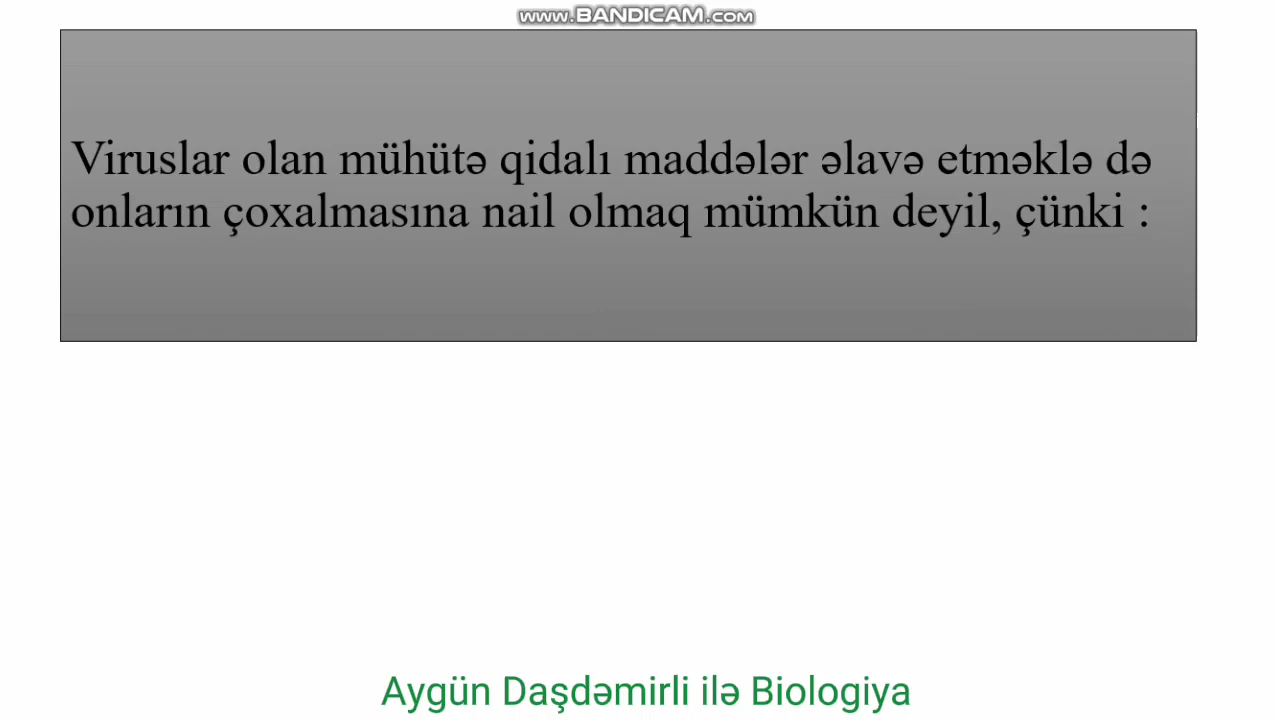 www.BANDICAM.com
Viruslar olan mühütə qidalı maddələr əlavə etməklə də
onların çoxalmasına nail olmaq mümkün deyil, çünki :
Aygün Daşdəmirli ilə Biologiya